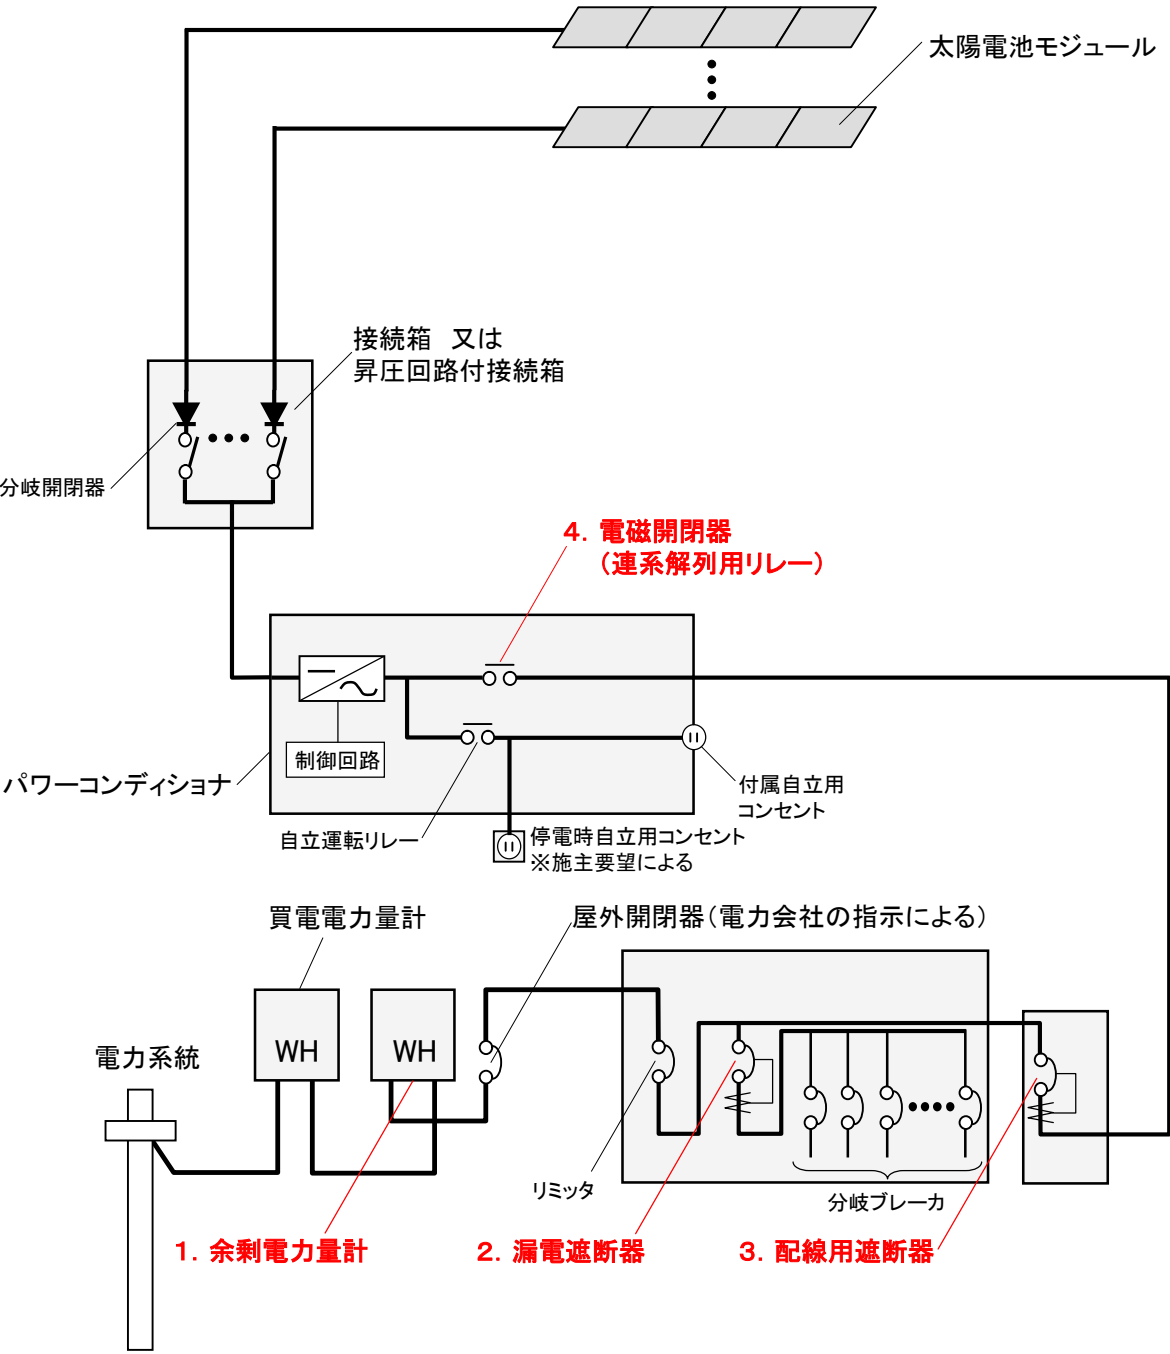 太陽電池モジュール
接続箱　又は
昇圧回路付接続箱
分岐開閉器
4．電磁開閉器
（連系解列用リレー）
制御回路
パワーコンディショナ
付属自立用
コンセント
自立運転リレー
停電時自立用コンセント
※施主要望による
買電電力量計
屋外開閉器（電力会社の指示による）
WH
WH
電力系統
リミッタ
分岐ブレーカ
1．余剰電力量計
2．漏電遮断器
3．配線用遮断器